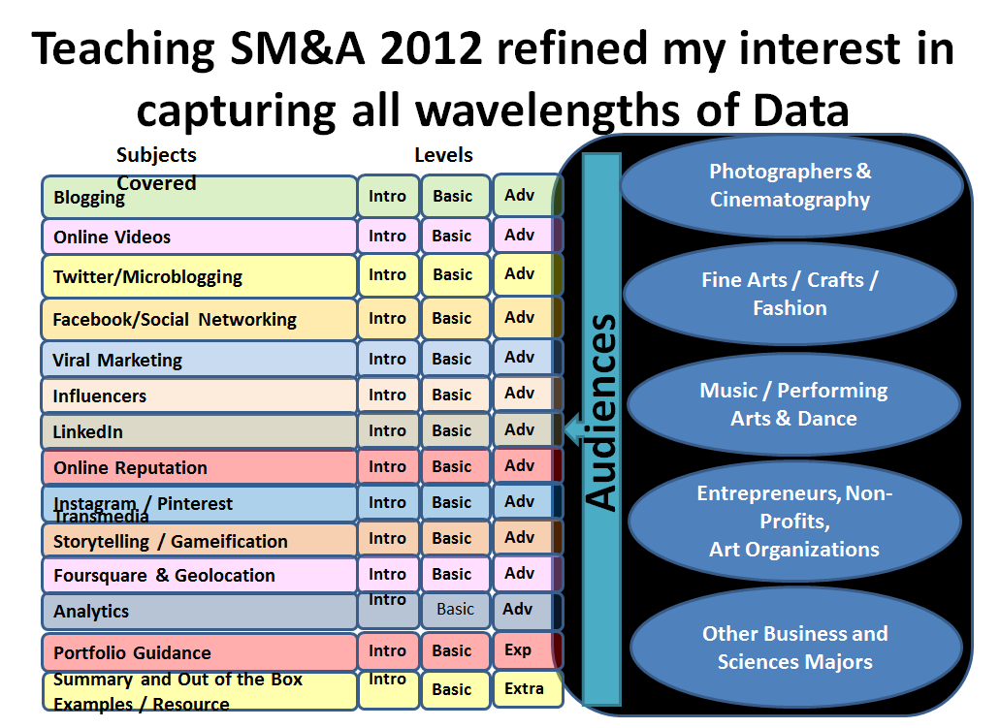 Teaching SM&A 2012 refined my interest in
capturing all wavelengths of Data
Subjects
Covered
Levels
Blogging Intro Basic Adv
Online Videos Intro Basic Adv
Twitter/Microblogging Intro Basic Adv
Facebook/Social Networking Intro Basic Adv
Viral Marketing Intro Basic Adv
Influencers Intro Basic Adv
LinkedIn Intro Basic Adv
Online Reputation Intro Basic Adv
Instagram / Pinterest Intro Basic Adv
Transmedia
Storytelling / Gameification Intro Basic Adv
Foursquare & Geolocation Intro Basic Adv
Analytics Intro Basic Adv
Portfolio Guidance Intro Basic Exp
Summary and Out of the Box
Examples / Resource Intro Basic Extra
Audiences
Photographers &
Cinematography
Fine Arts / Crafts /
Fashion
Music / Performing
Arts & Dance
Entrepreneurs, Non-
Profits,
Art Organizations
Other Business and
Sciences Majors